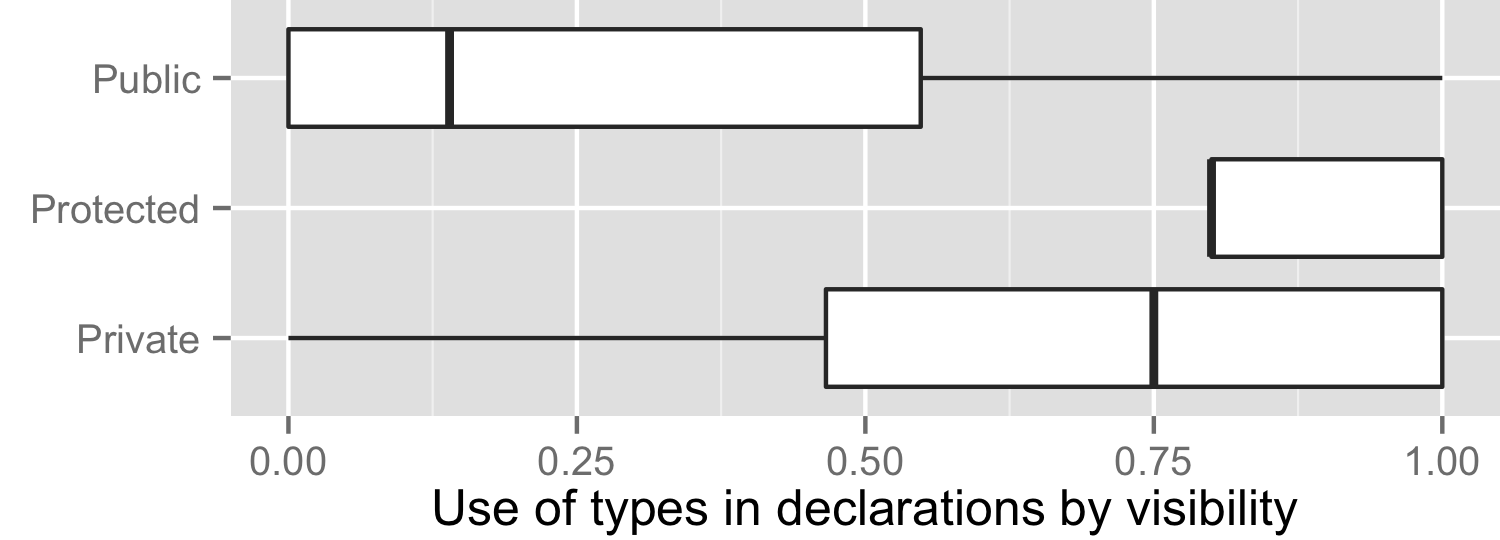 Public
Protected
Private
0.00 0.25 0.50 0.75 1.00
Use of types in declarations by visibility